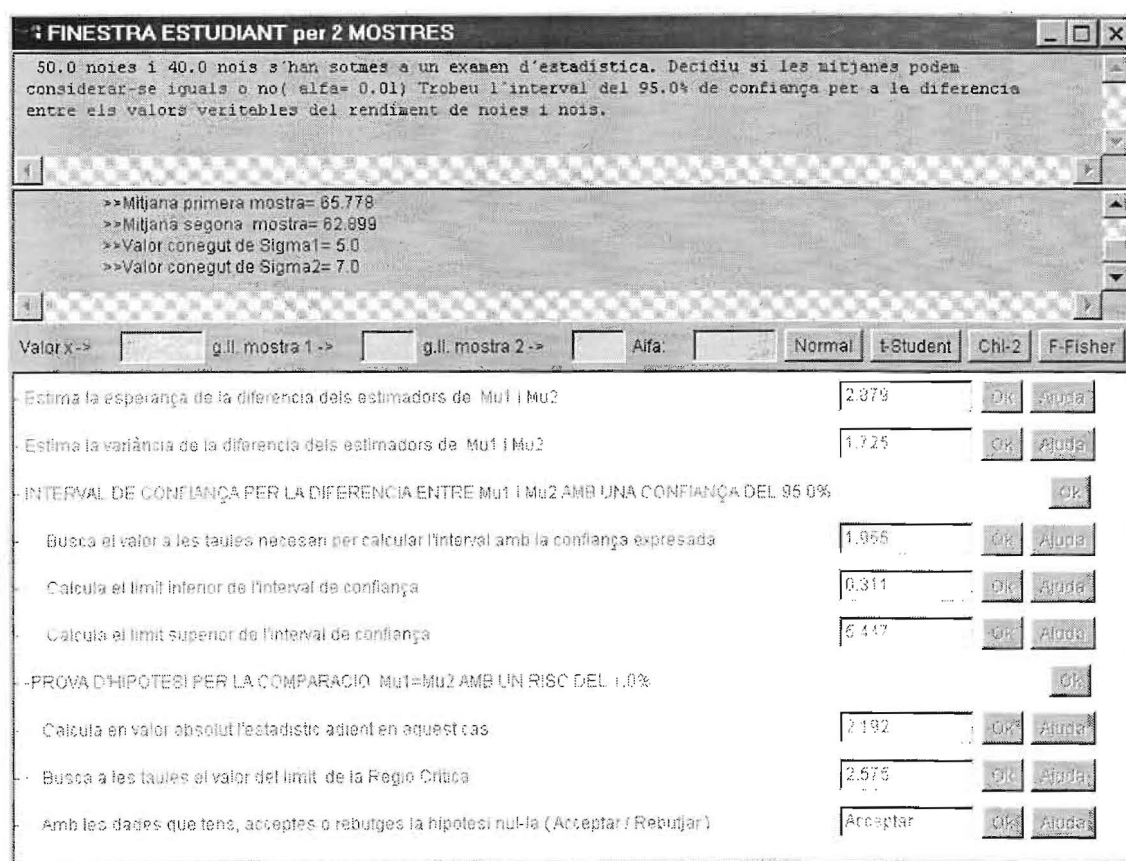 FINESTRA ESTUDIANT per 2 MOSTRES
50.0 noies i 40.0 nois s'han sotmes a un examen d'estadistica. Decidiu si les mitjanes podem
considerar-se iguals o no( alfa= 0.01) Trobeu l'interval del 95.0% de confiança per a la diferencia
entre els valors veritables del rendiment de noies i nois.
>>Mitjana primera mostra= 65.778
>>Mitjana segona mostra= 62.899
>>Valor conegut de Sigma1= 5.0
>>Valor conegut de Sigma2= 7.0
Valor x-> g.ll. mostra 1 -> g.ll. mostra 2 -> Alfa: Normal t-Student Chi-2 F-Fisher
- Estima la esperança de la diferencia dels estimadors de Mu1 i Mu2 2.879 Ok Ajuda
- Estima la variància de la diferencia dels estimadors de Mu1 i Mu2 1.725 Ok Ajuda
- INTERVAL DE CONFIANÇA PER LA DIFERENCIA ENTRE Mu1 i Mu2 AMB UNA CONFIANÇA DEL 95.0% Ok
- Busca el valor a les taules necesari per calcular l'interval amb la confiança expresada Ok Ajuda
- Calcula el limit inferior de l'interval de confiança 0.311 Ok Ajuda
- Calcula el limit superior de l'interval de confiança 5.447 Ok Ajuda
- -PROVA D'HIPOTESI PER LA COMPARACIO Mu1=Mu2 AMB UN RISC DEL 1.0% Ok
Calcula en valor absolut l'estadistic adient en aquest cas 2.192 Ok Ajuda
- Busca a les taules el valor del limit de la Regio Critica 2.575 Ok Ajuda
Amb les dades que tens, acceptes o rebutges la hipotesi nul-la ( Acceptar / Rebutjar ) Acceptar Ok Ajuda